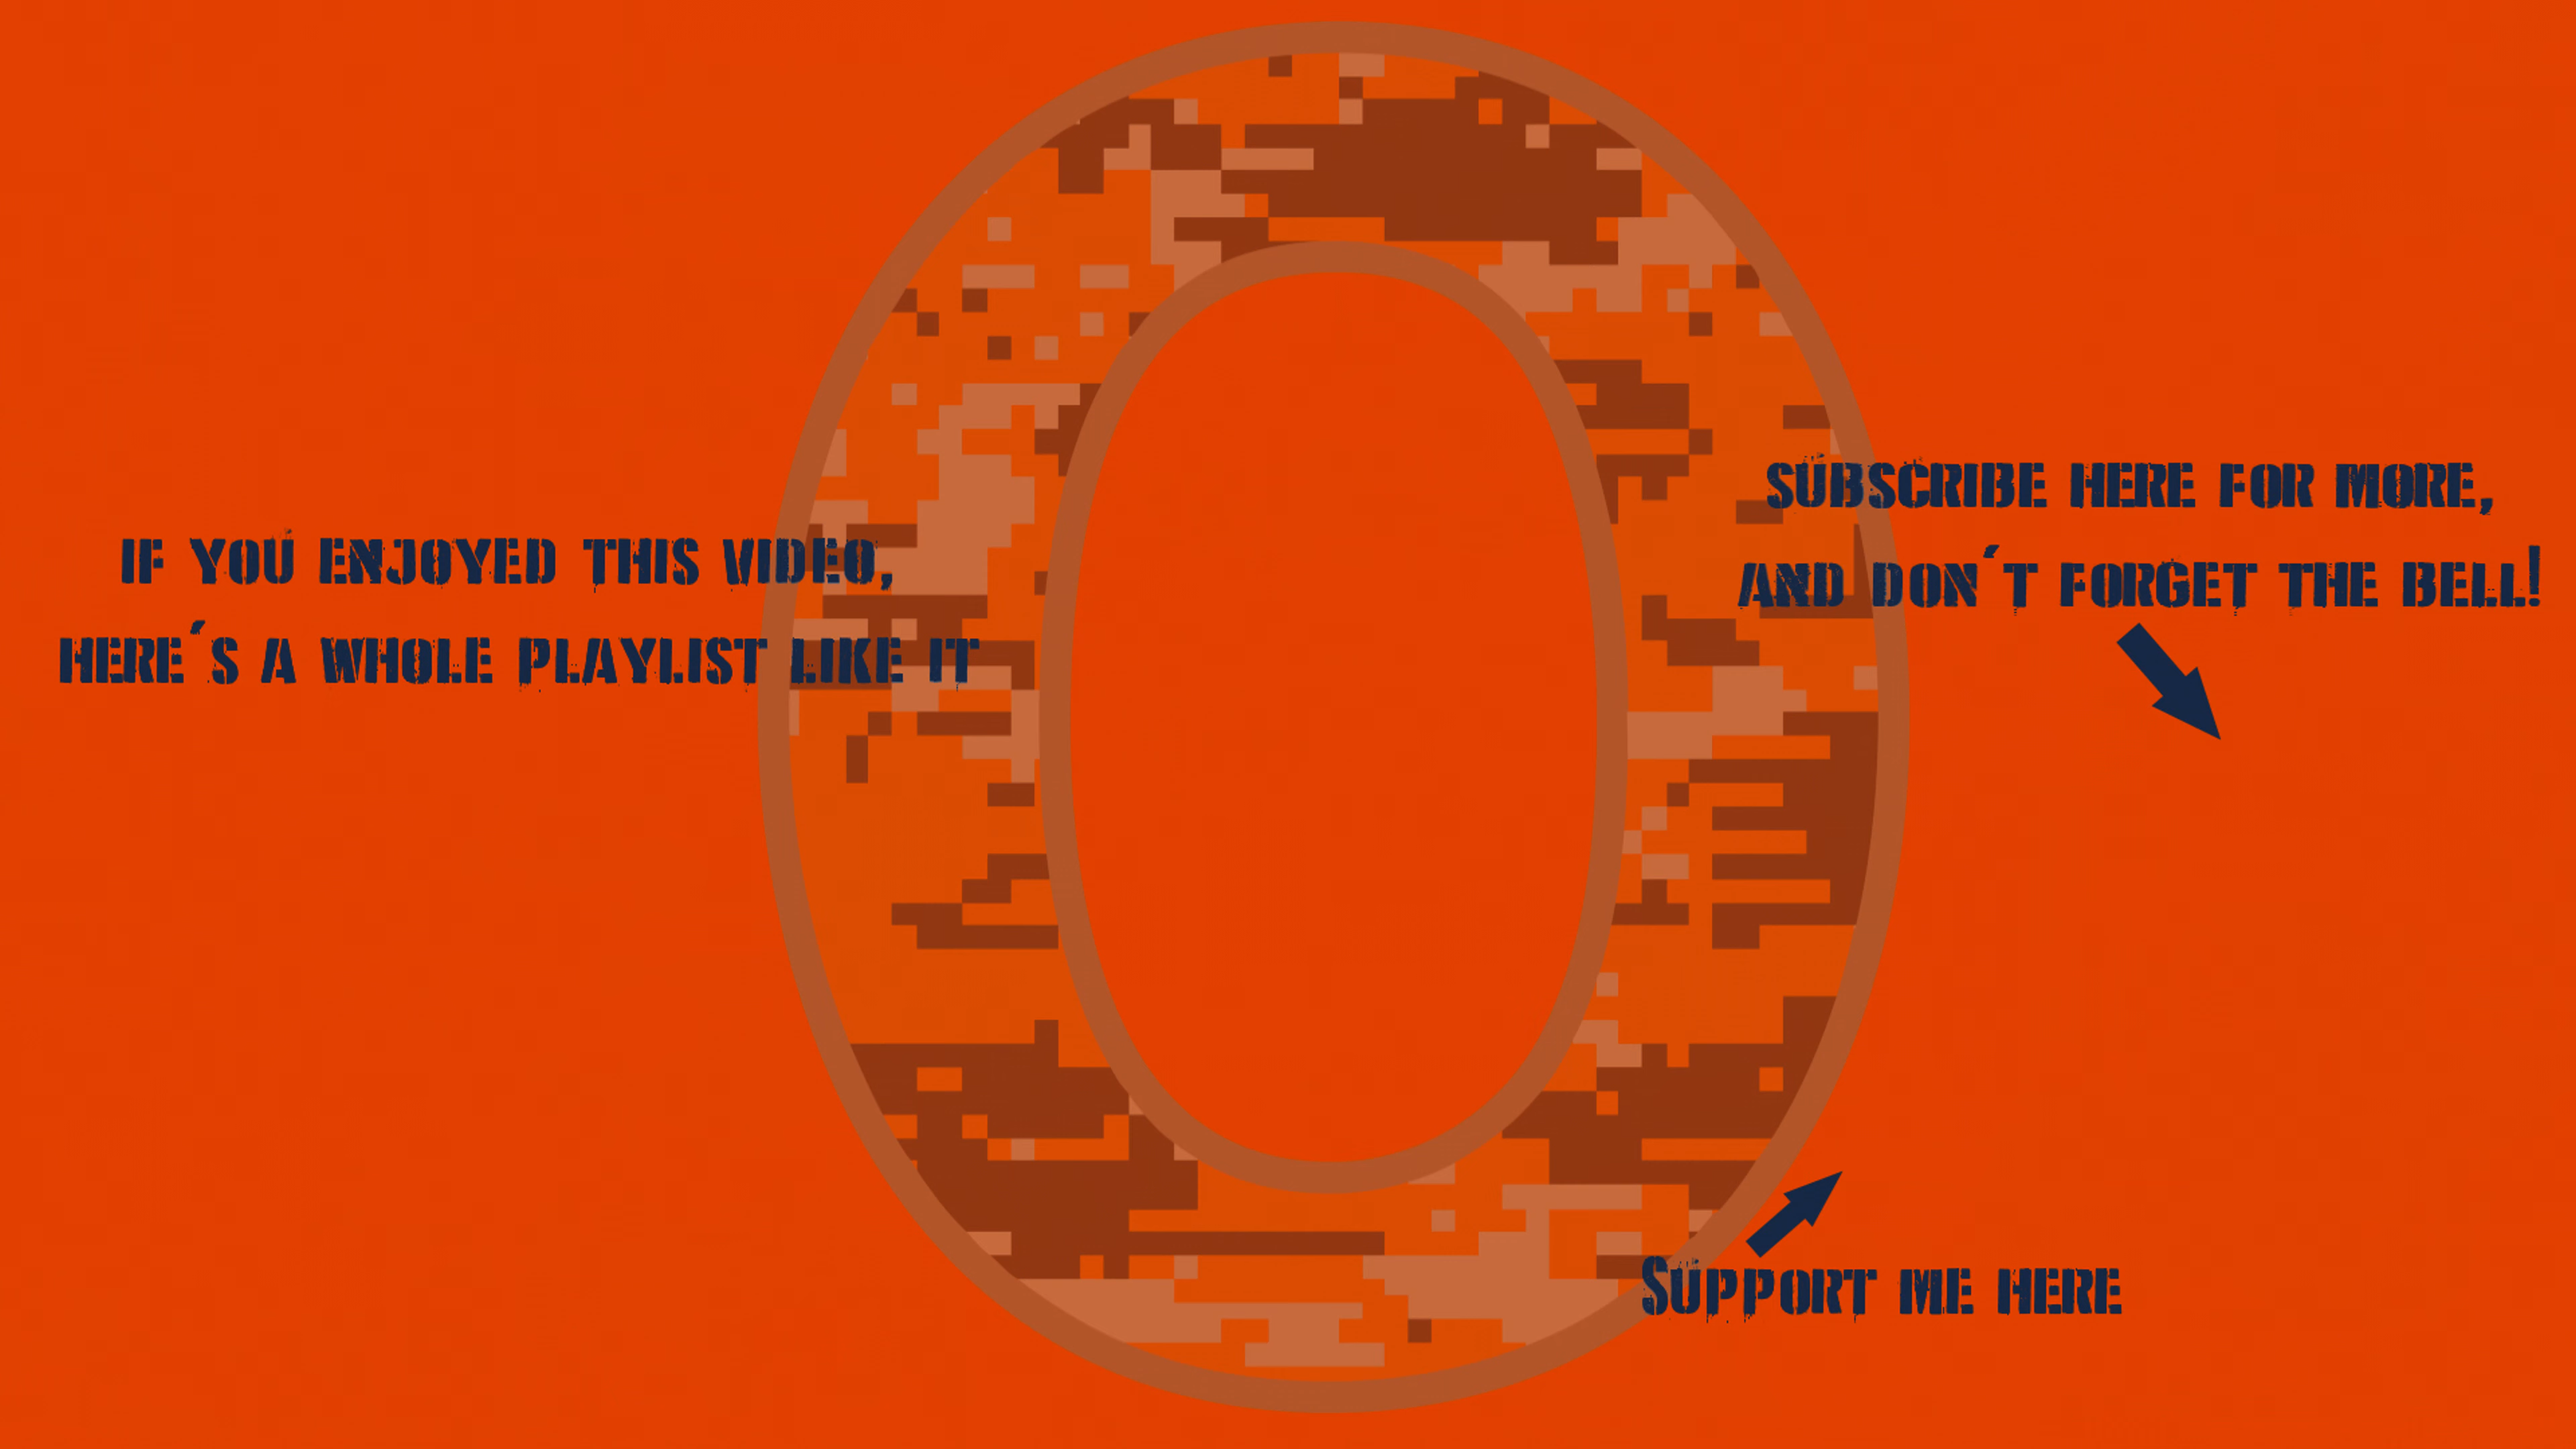 IF YOU ENJOYED THIS VIDEO,
HERE´S A WHOLE PLAYLIST LIKE IT
SUBSCRIBE HERE FOR MORE,
AND DON´T FORGET THE BELL!
SUPPORT ME HERE
O